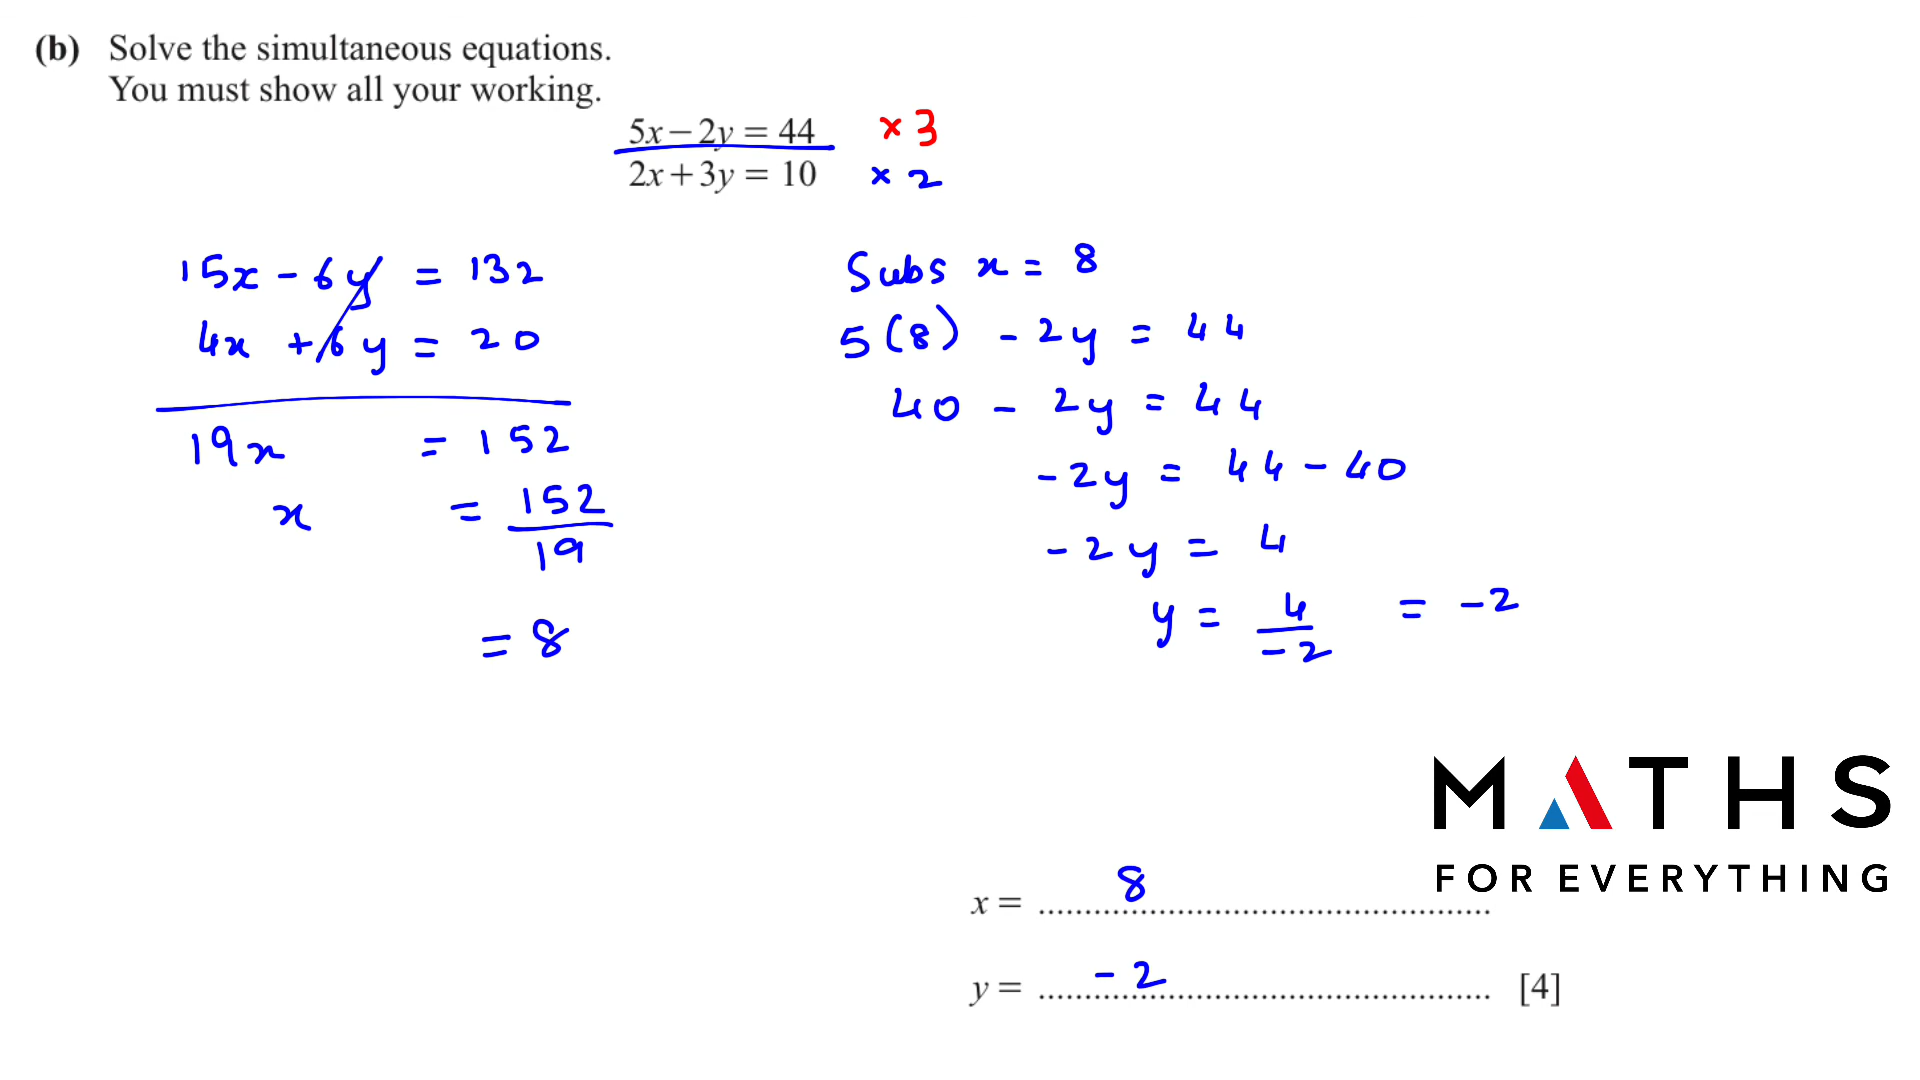 (b) Solve the simultaneous equations.
You must show all your working.
5x − 2y = 44 × 3
2x + 3y = 10 × 2
15x - 6y = 132
4x + 6y = 20
19x = 152
x = 152/19
= 8
Subs x = 8
5(8) - 2y = 44
40 - 2y = 44
-2y = 44 - 40
-2y = 4
y = 4/-2 = -2
MATHS
FOR EVERYTHING
x = 8
y = -2 [4]